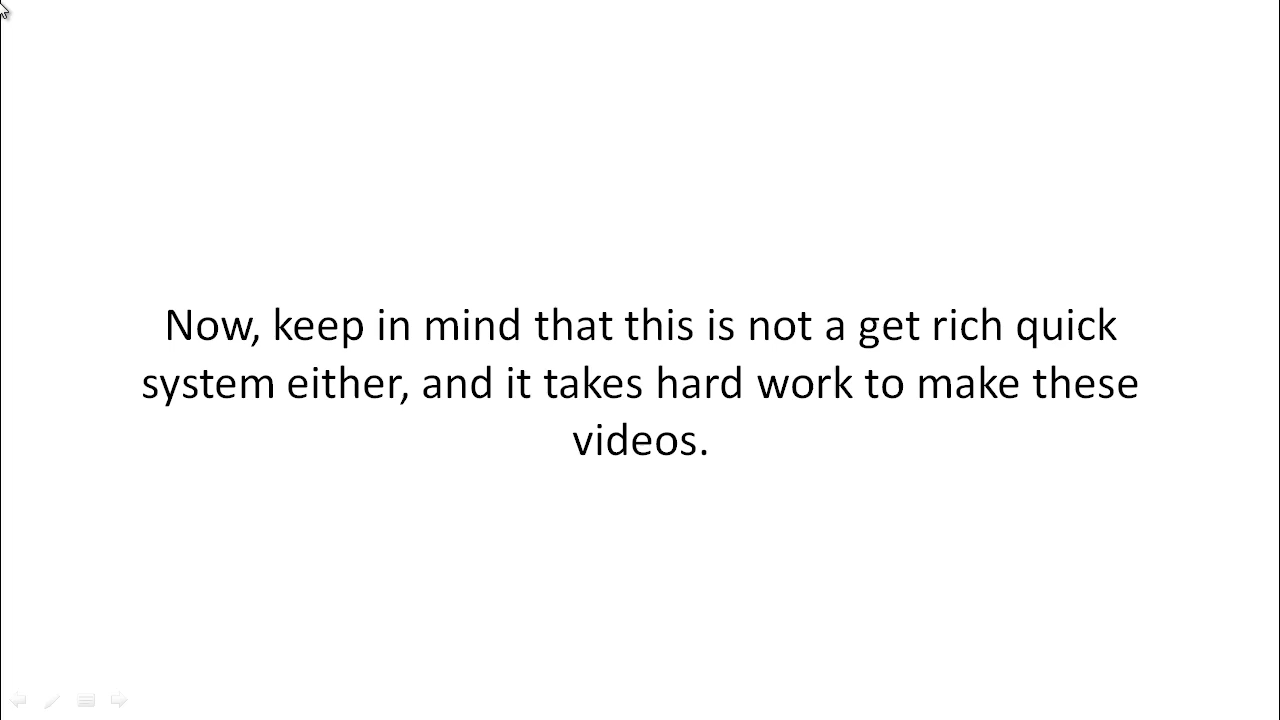 Now, keep in mind that this is not a get rich quick
system either, and it takes hard work to make these
videos.